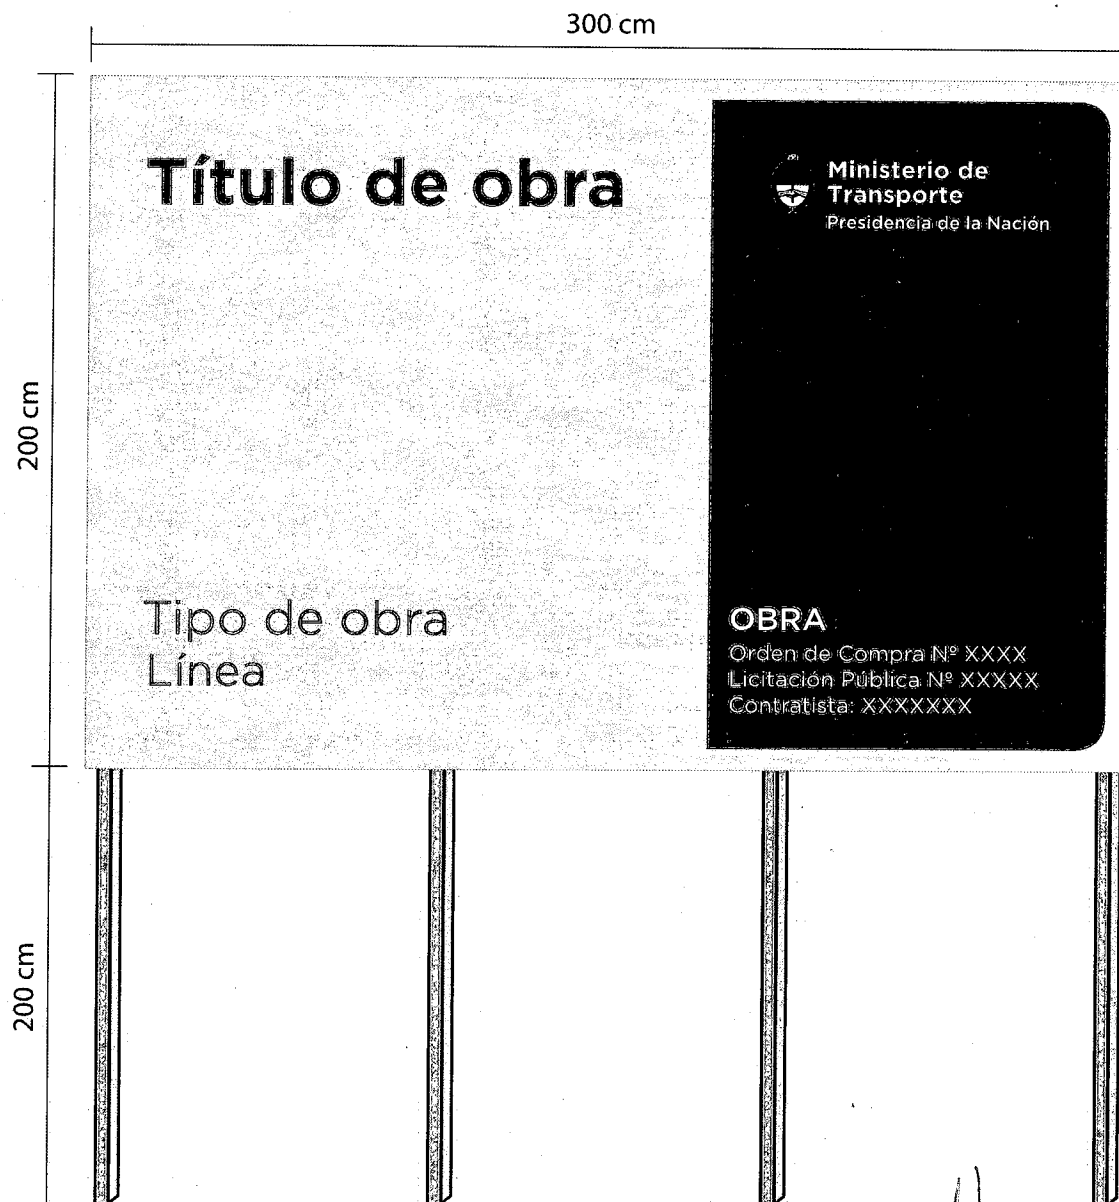 300 cm
200 cm
Título de obra
Ministerio de
Transporte
Presidencia de la Nación
Tipo de obra
Línea
OBRA
Orden de Compra Nº XXXX
Licitación Pública Nº XXXXX
Contratista: XXXXXXX
200 cm